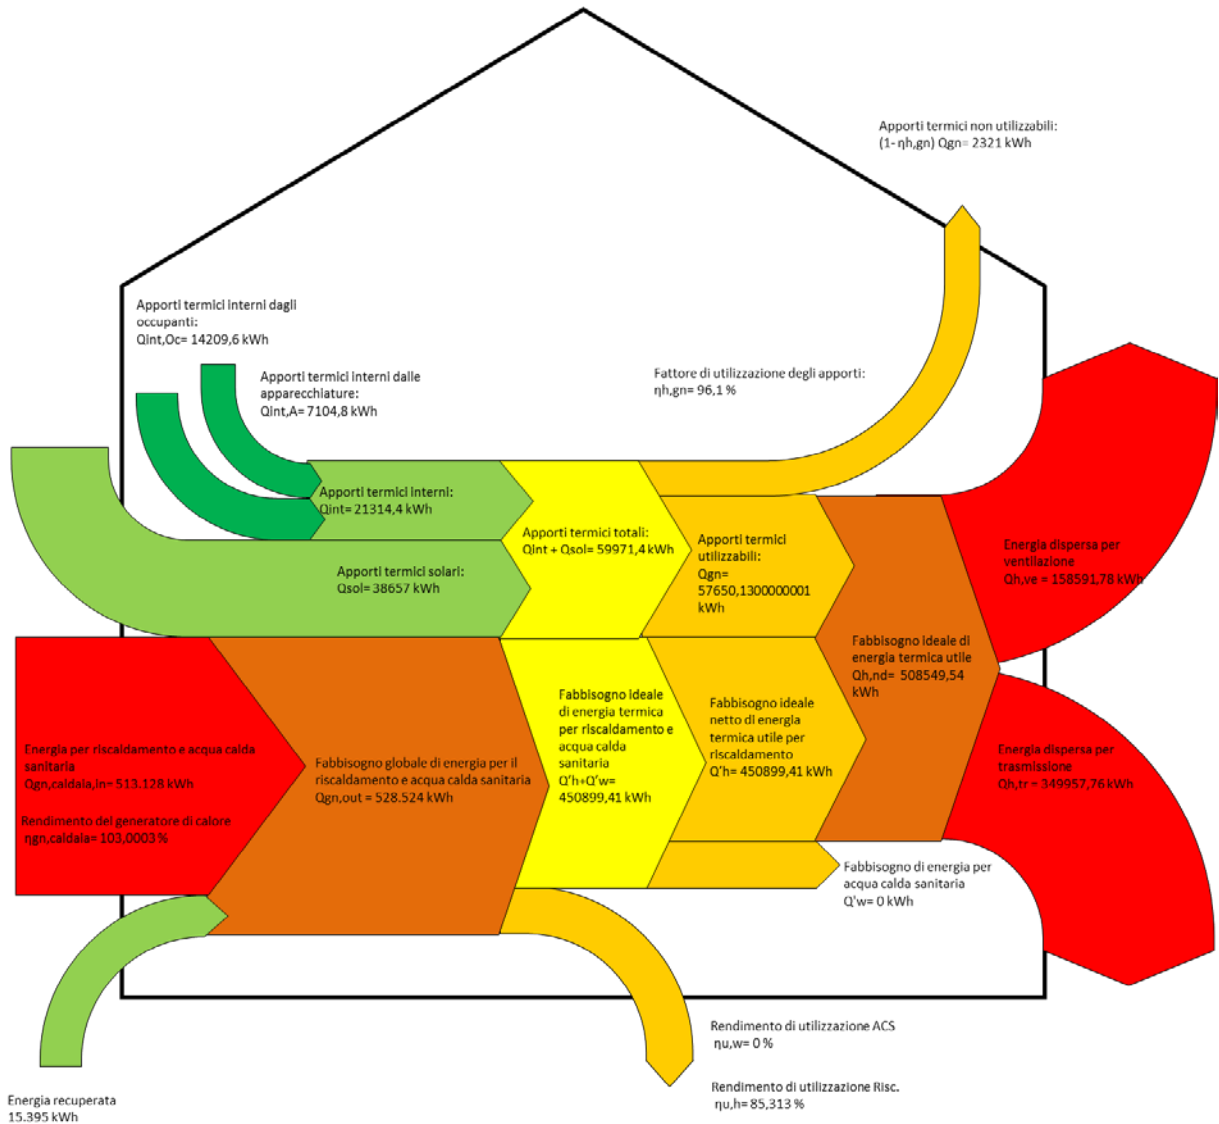 Apporti termici non utilizzabili:
(1- ηh,gn) Qgn= 2321 kWh
Apporti termici interni dagli
occupanti:
Qint,Oc= 14209,6 kWh
Apporti termici interni dalle
apparecchiature:
Qint,A= 7104,8 kWh
Fattore di utilizzazione degli apporti:
ηh,gn= 96,1 %
Apporti termici interni:
Qint= 21314,4 kWh
Apporti termici solari:
Qsol= 38657 kWh
Apporti termici totali:
Qint + Qsol= 59971,4 kWh
Apporti termici
utilizzabili:
Qgn=
57650,1300000001
kWh
Energia dispersa per
ventilazione
Qh,ve = 158591,78 kWh
Fabbisogno ideale di
energia termica utile
Qh,nd= 508549,54
kWh
Energia per riscaldamento e acqua calda
sanitaria
Qgn,caldaia,in= 513.128 kWh
Rendimento del generatore di calore
ηgn,caldaia= 103,0003 %
Fabbisogno globale di energia per il
riscaldamento e acqua calda sanitaria
Qgn,out = 528.524 kWh
Fabbisogno ideale
di energia termica
per riscaldamento e
acqua calda
sanitaria
Q'h+Q'w=
450899,41 kWh
Fabbisogno ideale
netto di energia
termica utile per
riscaldamento
Q'h= 450899,41 kWh
Energia dispersa per
trasmissione
Qh,tr = 349957,76 kWh
Fabbisogno di energia per
acqua calda sanitaria
Q'w= 0 kWh
Rendimento di utilizzazione ACS
ηu,w= 0 %
Rendimento di utilizzazione Risc.
ηu,h= 85,313 %
Energia recuperata
15.395 kWh